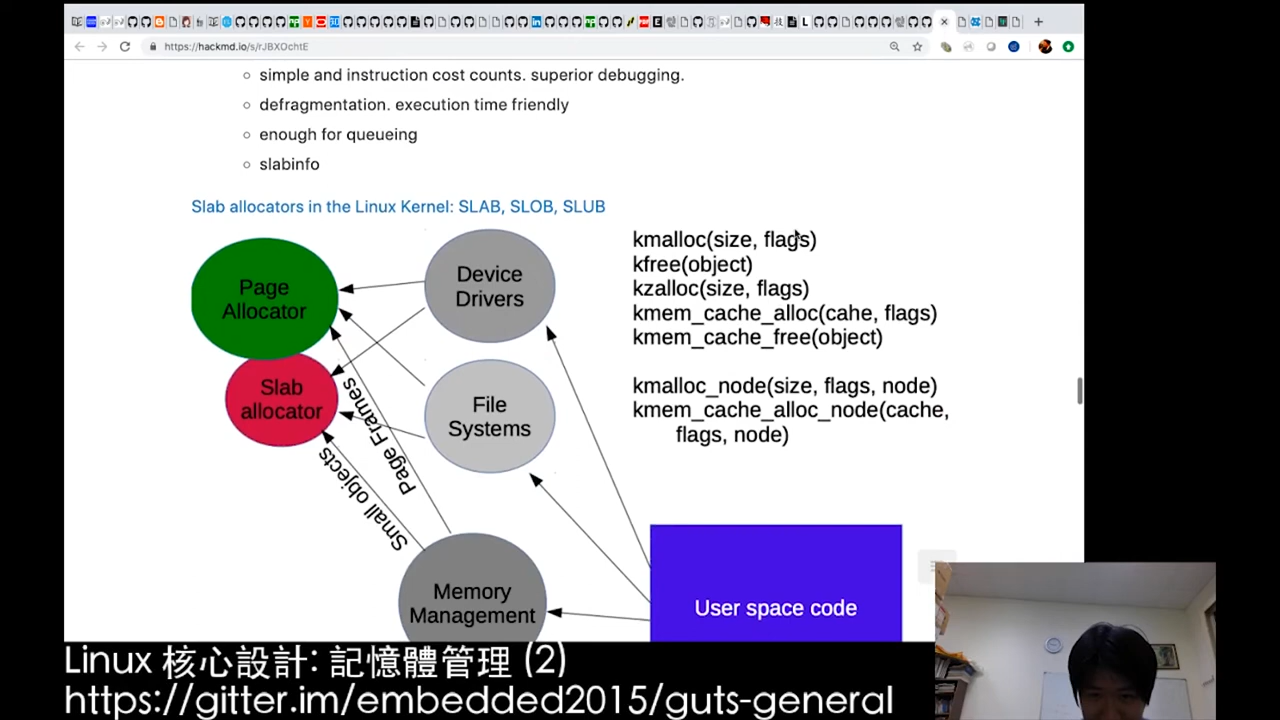 https://hackmd.io/s/rJBXOchtE
simple and instruction cost counts. superior debugging.
defragmentation. execution time friendly
enough for queueing
slabinfo
Slab allocators in the Linux Kernel: SLAB, SLOB, SLUB
Page
Allocator
Slab
allocator
Device
Drivers
File
Systems
Page Frames
Small objects
Memory
Management
kmalloc(size, flags)
kfree(object)
kzalloc(size, flags)
kmem_cache_alloc(cahe, flags)
kmem_cache_free(object)
kmalloc_node(size, flags, node)
kmem_cache_alloc_node(cache,
flags, node)
User space code
Linux 核心設計: 記憶體管理 (2)
https://gitter.im/embedded2015/guts-general